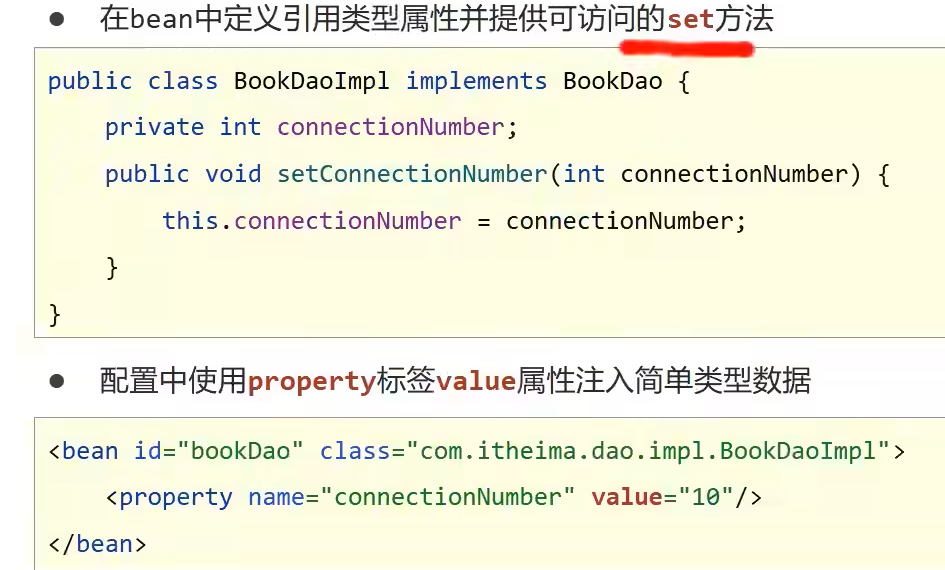 ● 在bean中定义引用类型属性并提供可访问的set方法
public class BookDaoImpl implements BookDao {
    private int connectionNumber;
    public void setConnectionNumber(int connectionNumber) {
        this.connectionNumber = connectionNumber;
    }
}
● 配置中使用property标签value属性注入简单类型数据
<bean id="bookDao" class="com.itheima.dao.impl.BookDaoImpl">
    <property name="connectionNumber" value="10"/>
</bean>